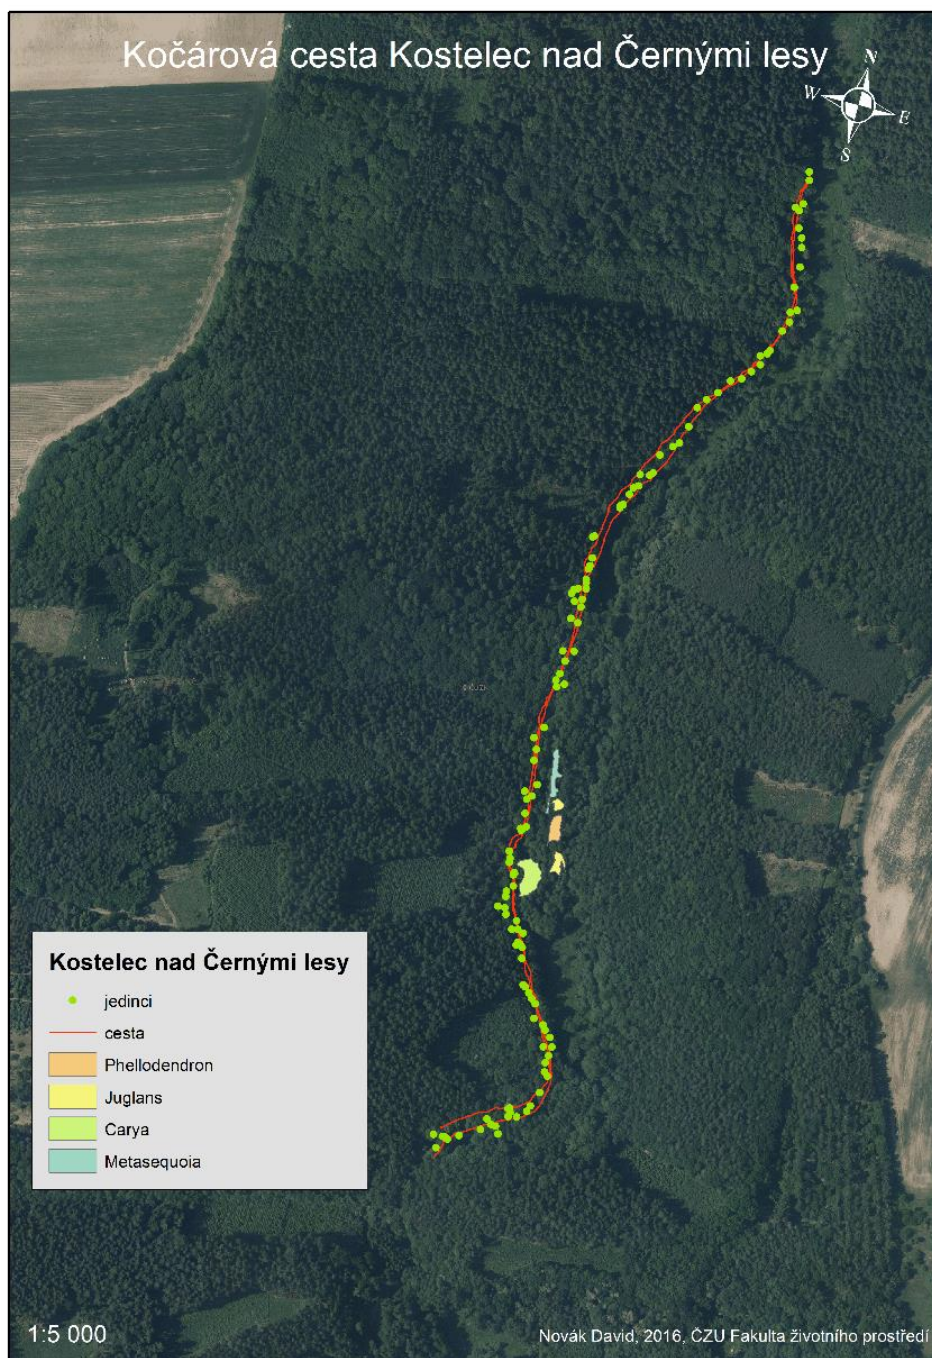 Kočárová cesta Kostelec nad Černými lesy
N
W
E
S
Kostelec nad Černými lesy
jedinci
cesta
Phellodendron
Juglans
Carya
Metasequoia
1:5 000
Novák David, 2016, ČZU Fakulta životního prostředí